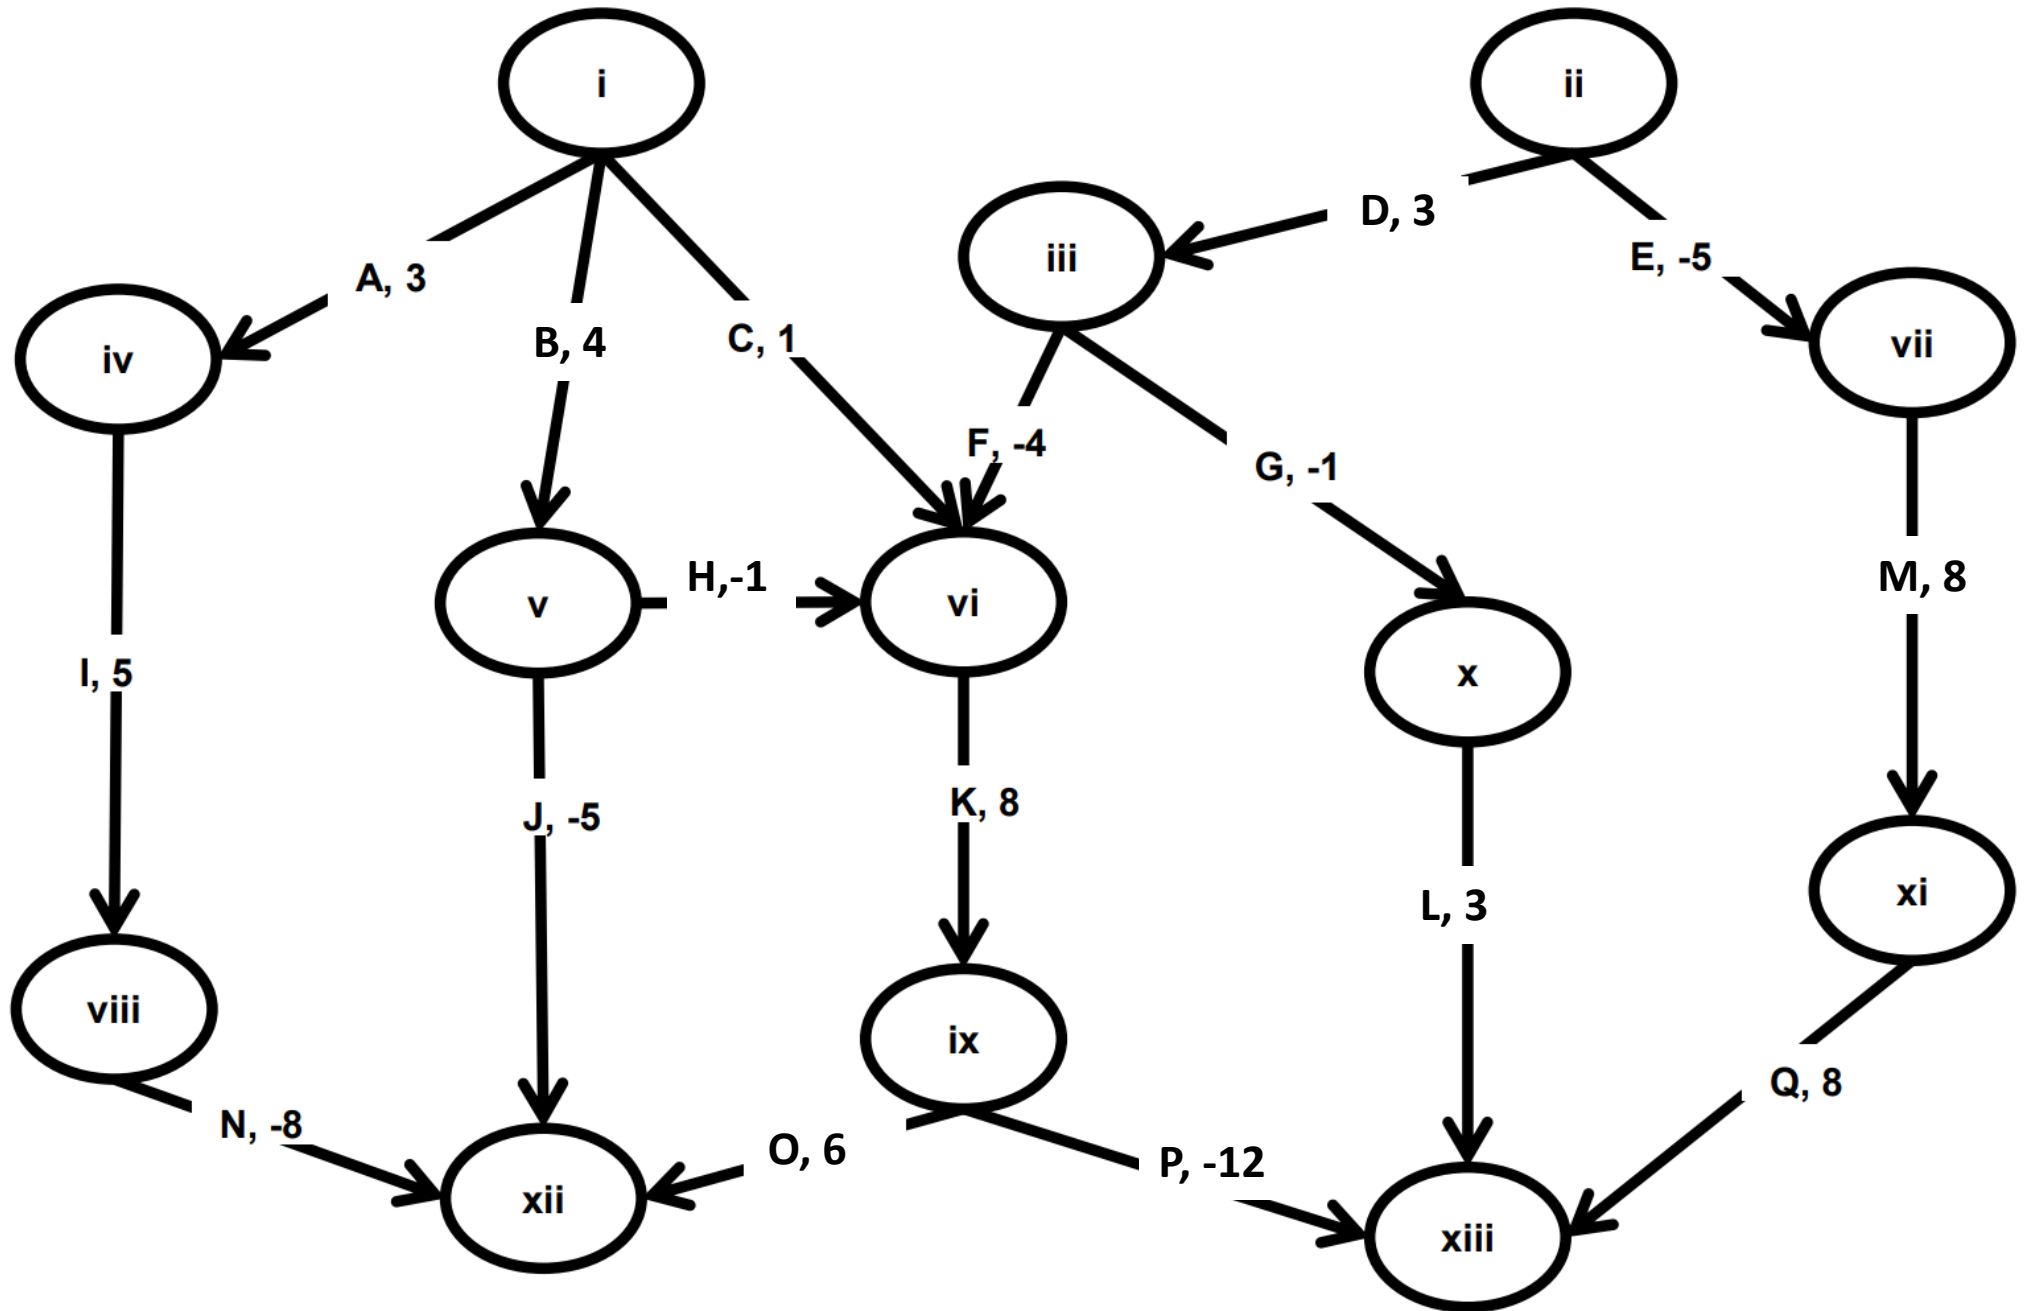 i
ii
D, 3
iii
E, -5
A, 3
B, 4
C, 1
vii
iv
F, -4
G, -1
H,-1
M, 8
v
vi
I, 5
x
J, -5
K, 8
xi
L, 3
viii
ix
Q, 8
N, -8
O, 6
P, -12
xii
xiii